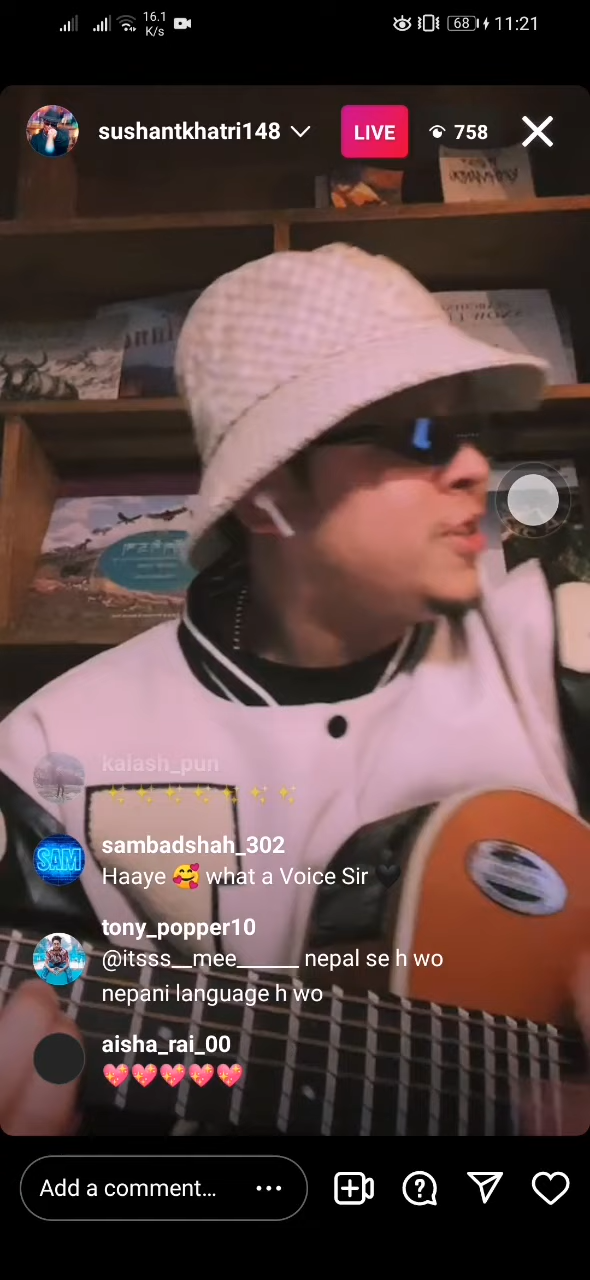 16.1
K/s
68
11:21
sushantkhatri148
LIVE
758
kalash_pun
✨ ✨ ✨ ✨ ✨ ✨ ✨
SAM
sambadshah_302
Haaye 🥰 what a Voice Sir 🖤
tony_popper10
@itsss__mee______ nepal se h wo
nepani language h wo
aisha_rai_00
💖💖💖💖💖
Add a comment...